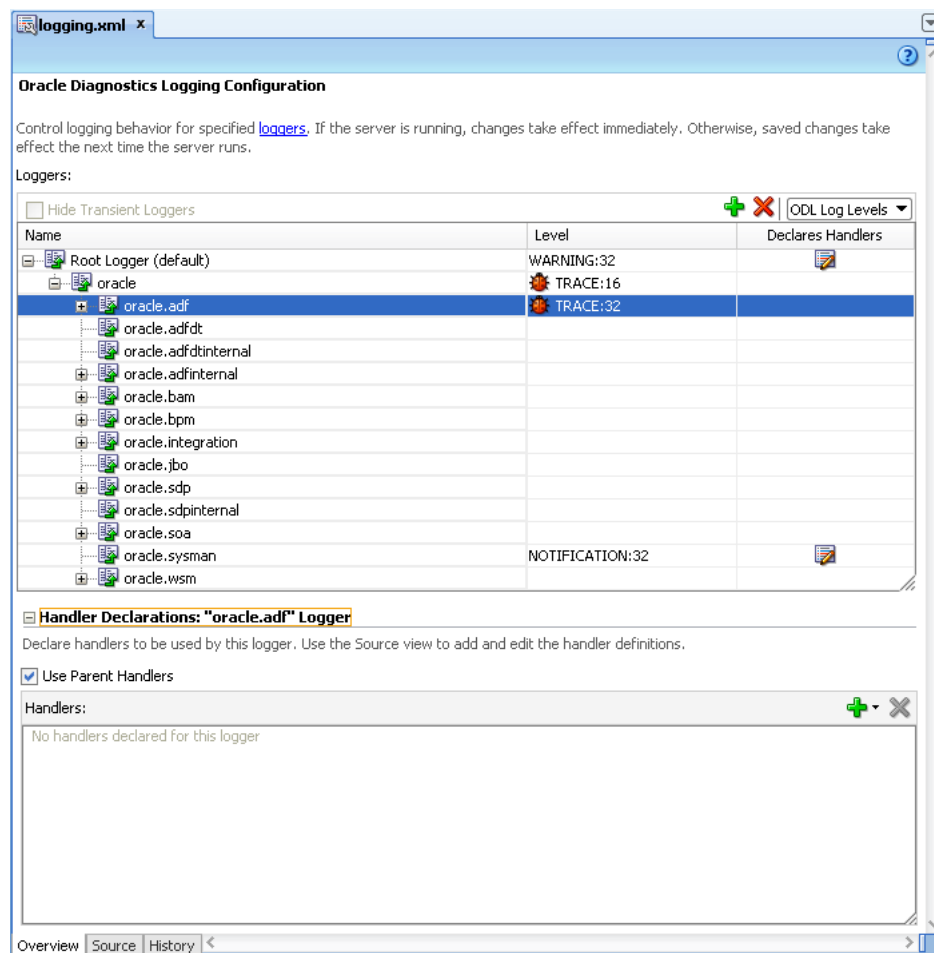 logging.xml x
?
Oracle Diagnostics Logging Configuration
Control logging behavior for specified loggers. If the server is running, changes take effect immediately. Otherwise, saved changes take
effect the next time the server runs.
Loggers:
Hide Transient Loggers ODL Log Levels
Name Level Declares Handlers
Root Logger (default) WARNING:32
oracle TRACE:16
oracle.adf TRACE:32
oracle.adfdt
oracle.adfdtinternal
oracle.adfinternal
oracle.bam
oracle.bpm
oracle.integration
oracle.jbo
oracle.sdp
oracle.sdpinternal
oracle.soa
oracle.sysman NOTIFICATION:32
oracle.wsm
Handler Declarations: "oracle.adf" Logger
Declare handlers to be used by this logger. Use the Source view to add and edit the handler definitions.
Use Parent Handlers
Handlers:
No handlers declared for this logger
Overview Source History